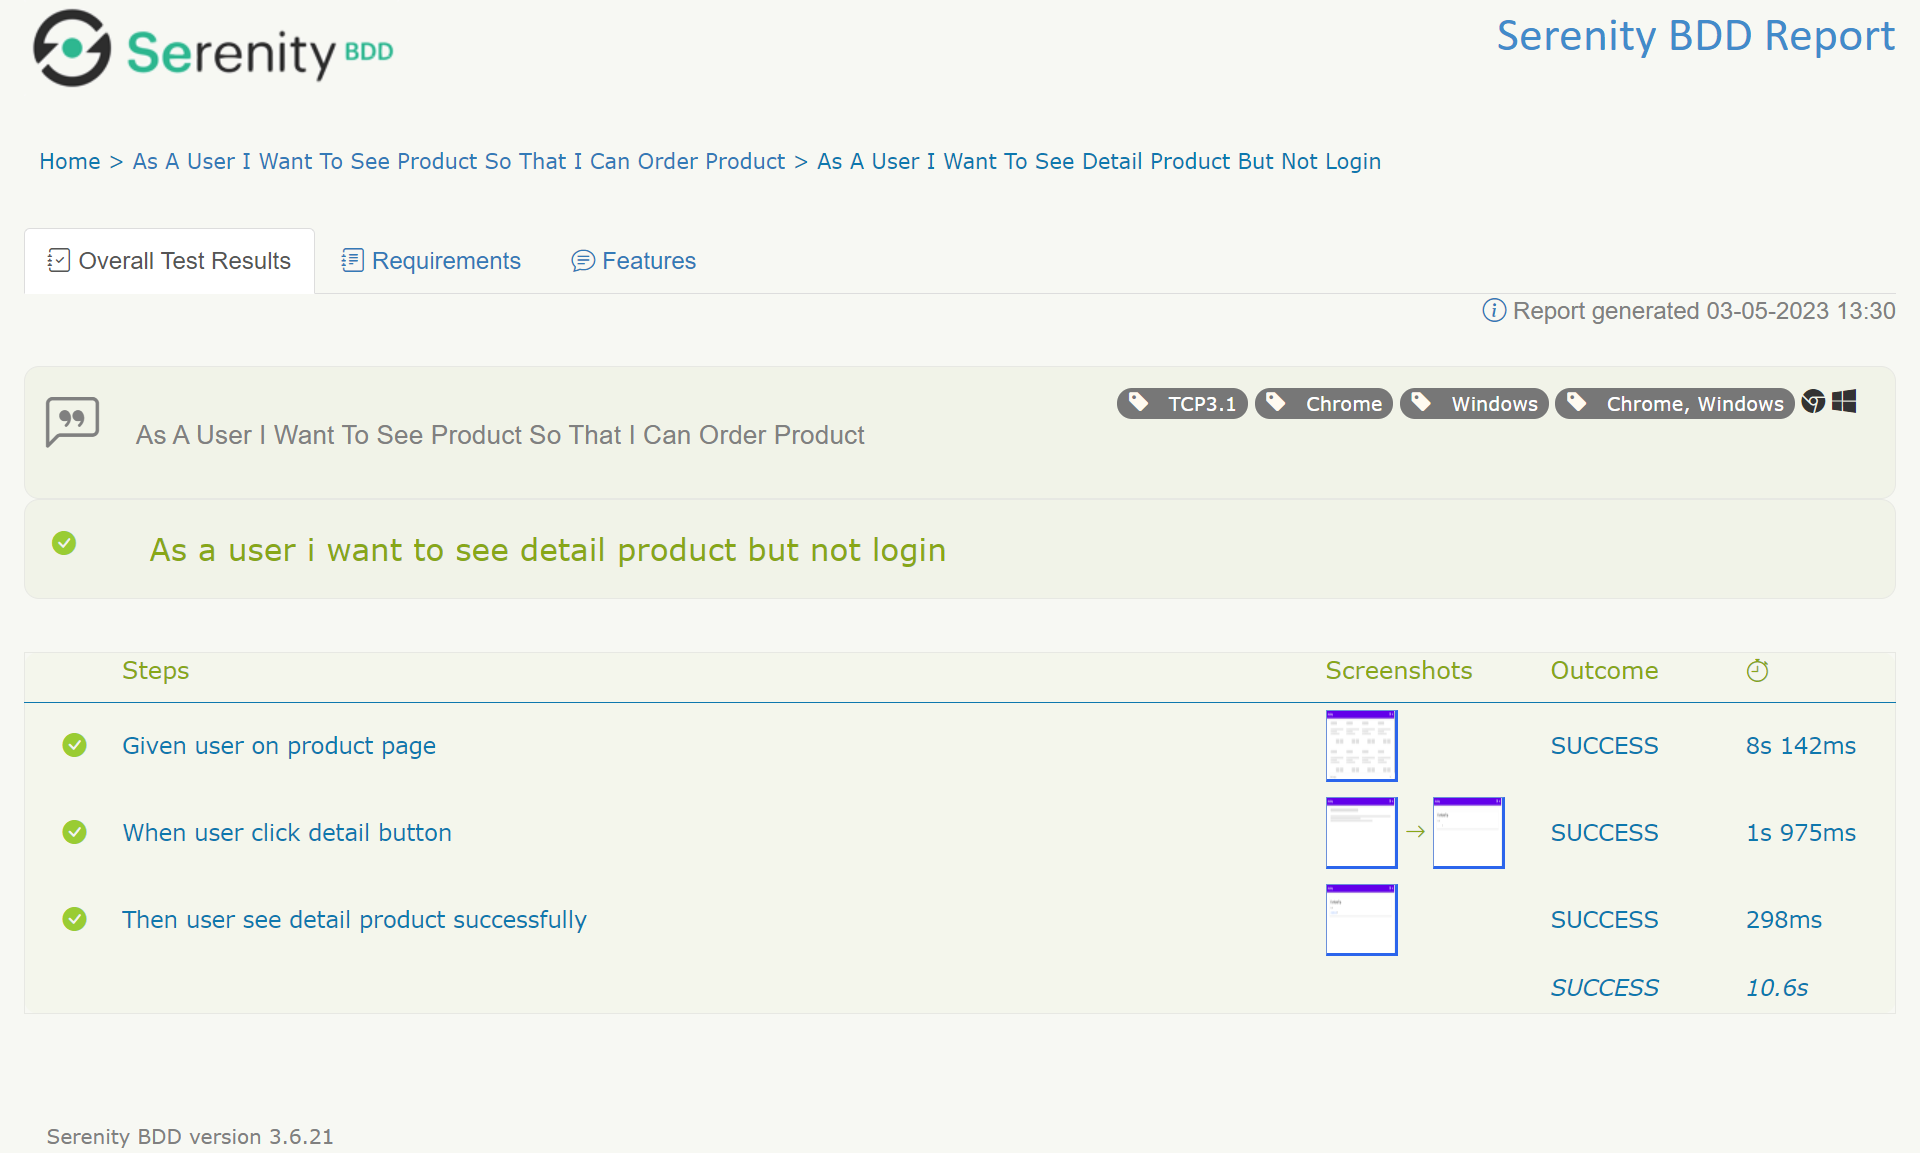 Serenity BDD
Serenity BDD Report
Home > As A User I Want To See Product So That I Can Order Product > As A User I Want To See Detail Product But Not Login
Overall Test Results
Requirements
Features
Report generated 03-05-2023 13:30
As A User I Want To See Product So That I Can Order Product
TCP3.1
Chrome
Windows
Chrome, Windows
As a user i want to see detail product but not login
Steps Screenshots Outcome
Given user on product page SUCCESS 8s 142ms
When user click detail button SUCCESS 1s 975ms
Then user see detail product successfully SUCCESS 298ms
SUCCESS 10.6s
Serenity BDD version 3.6.21